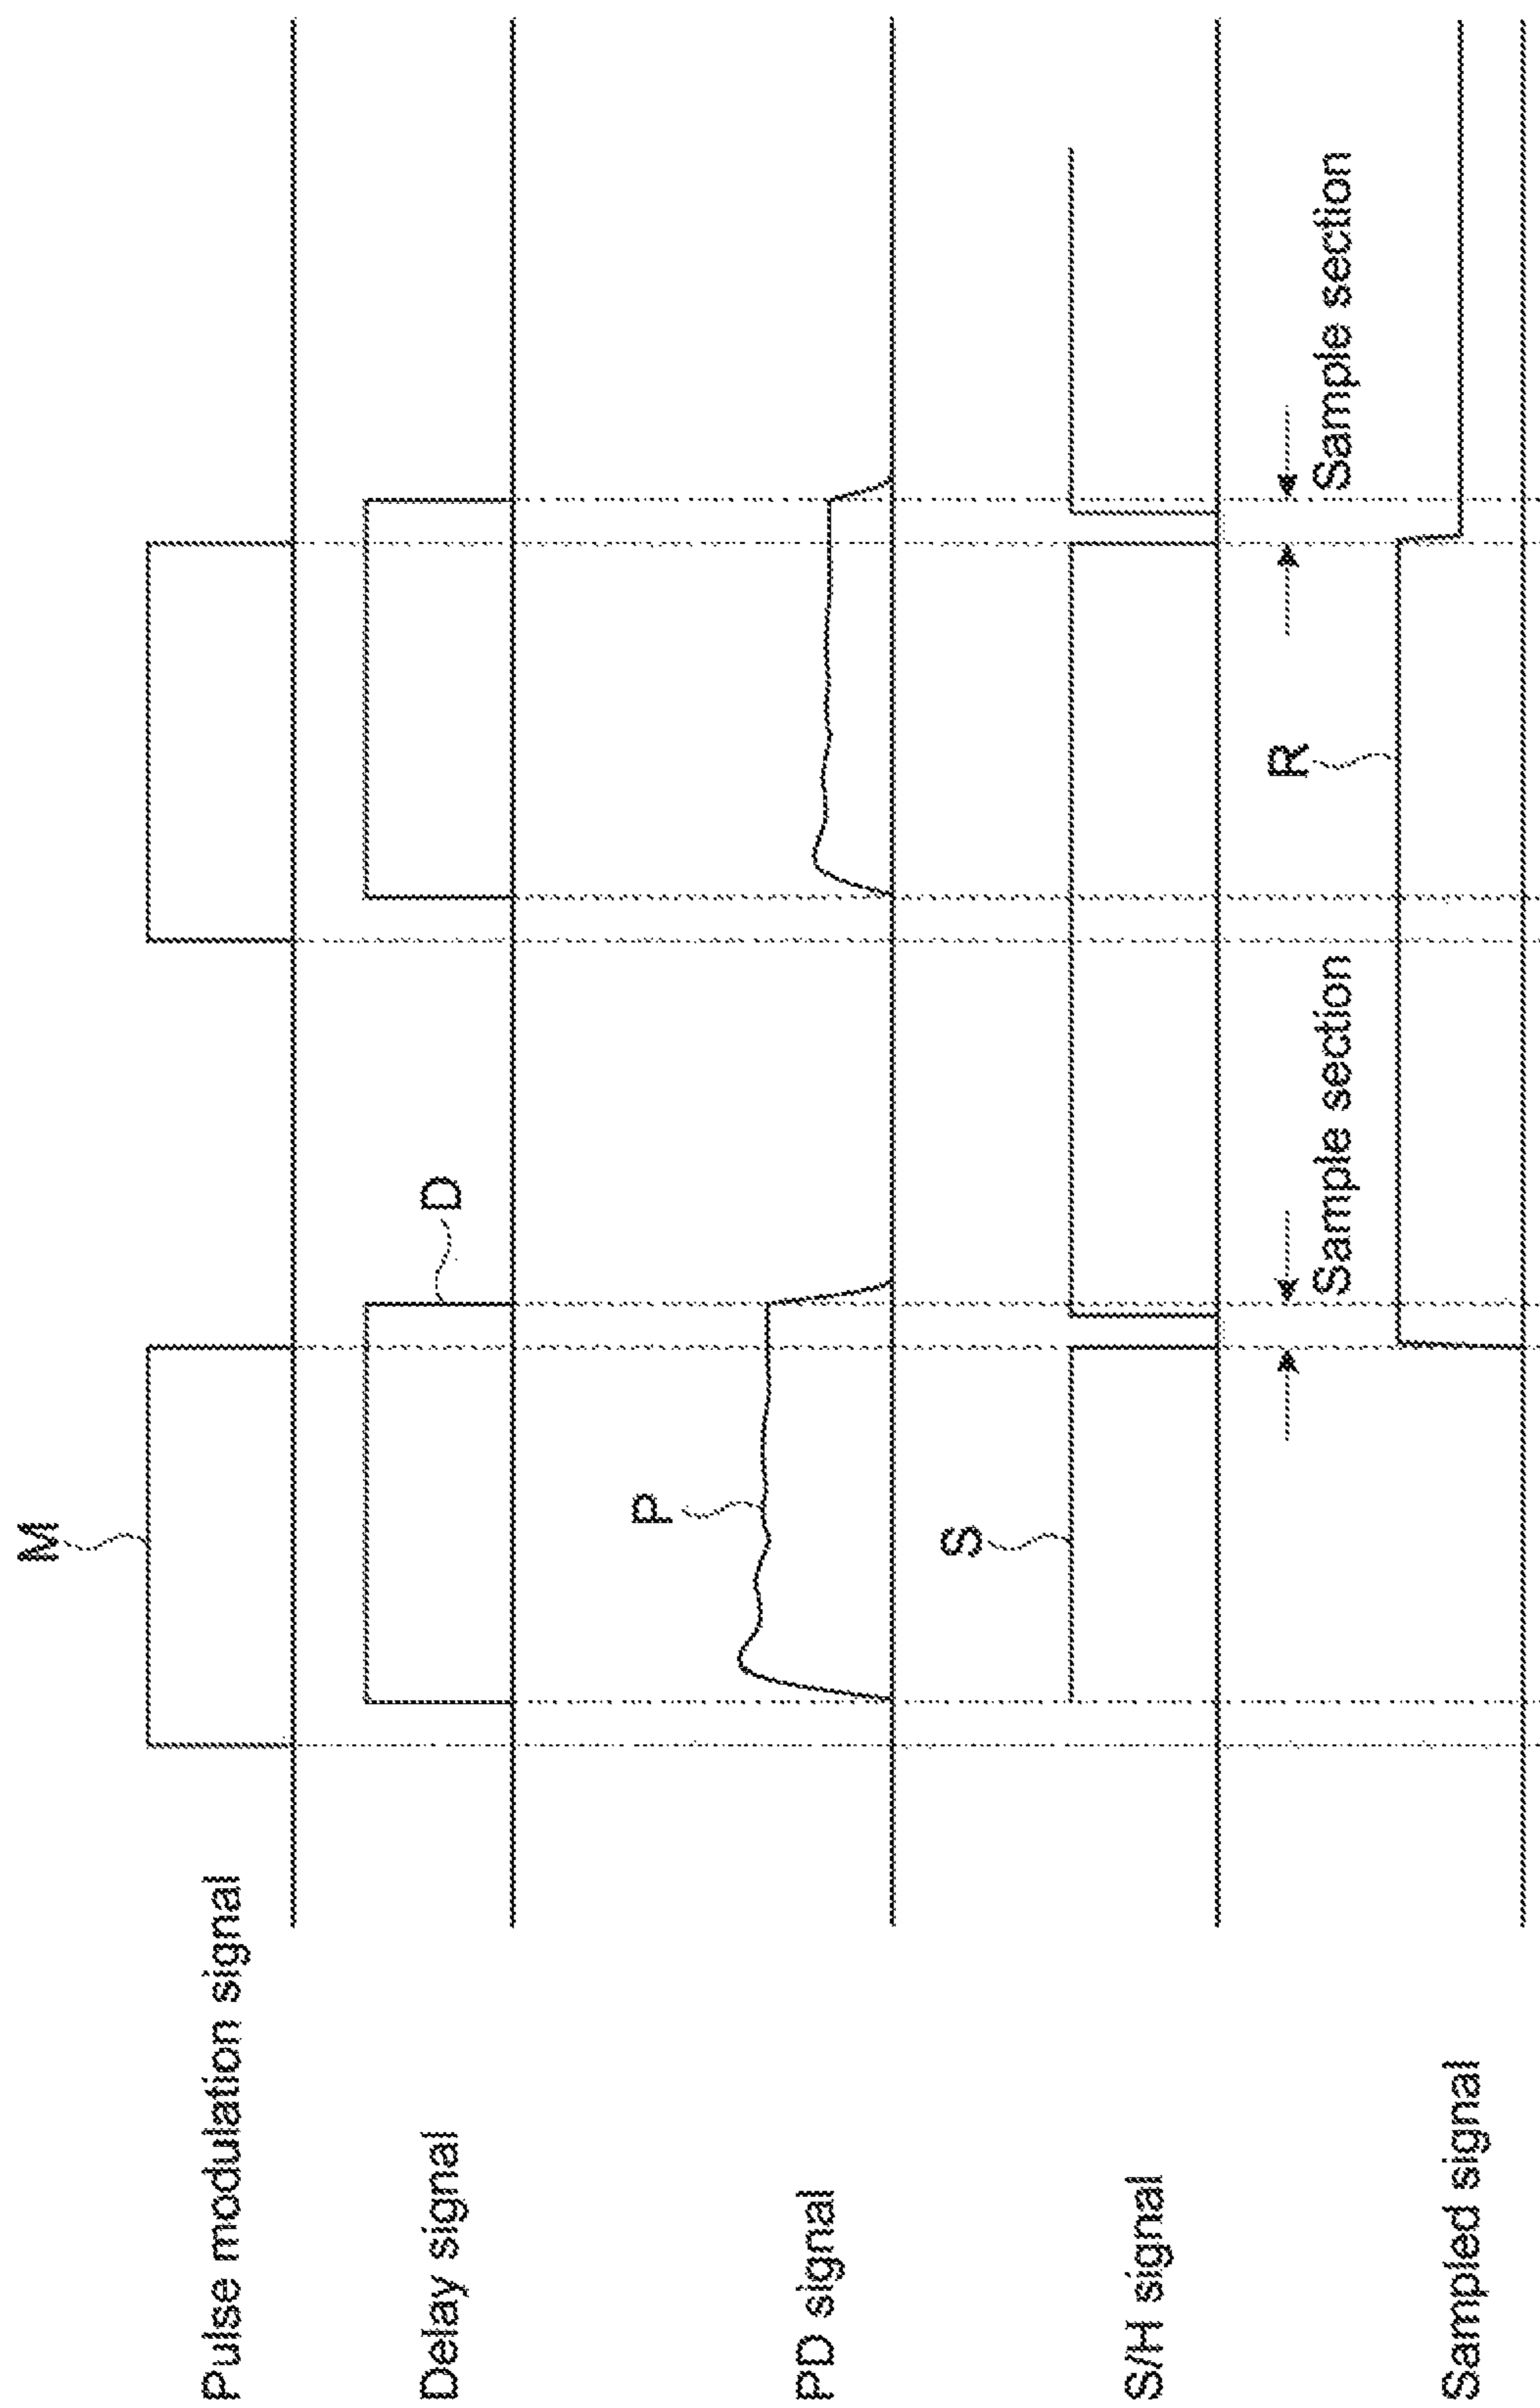 M
Pulse modulation signal
D
Delay signal
P
PD signal
S
S/H signal
Sample section
Sample section
R
Sampled signal